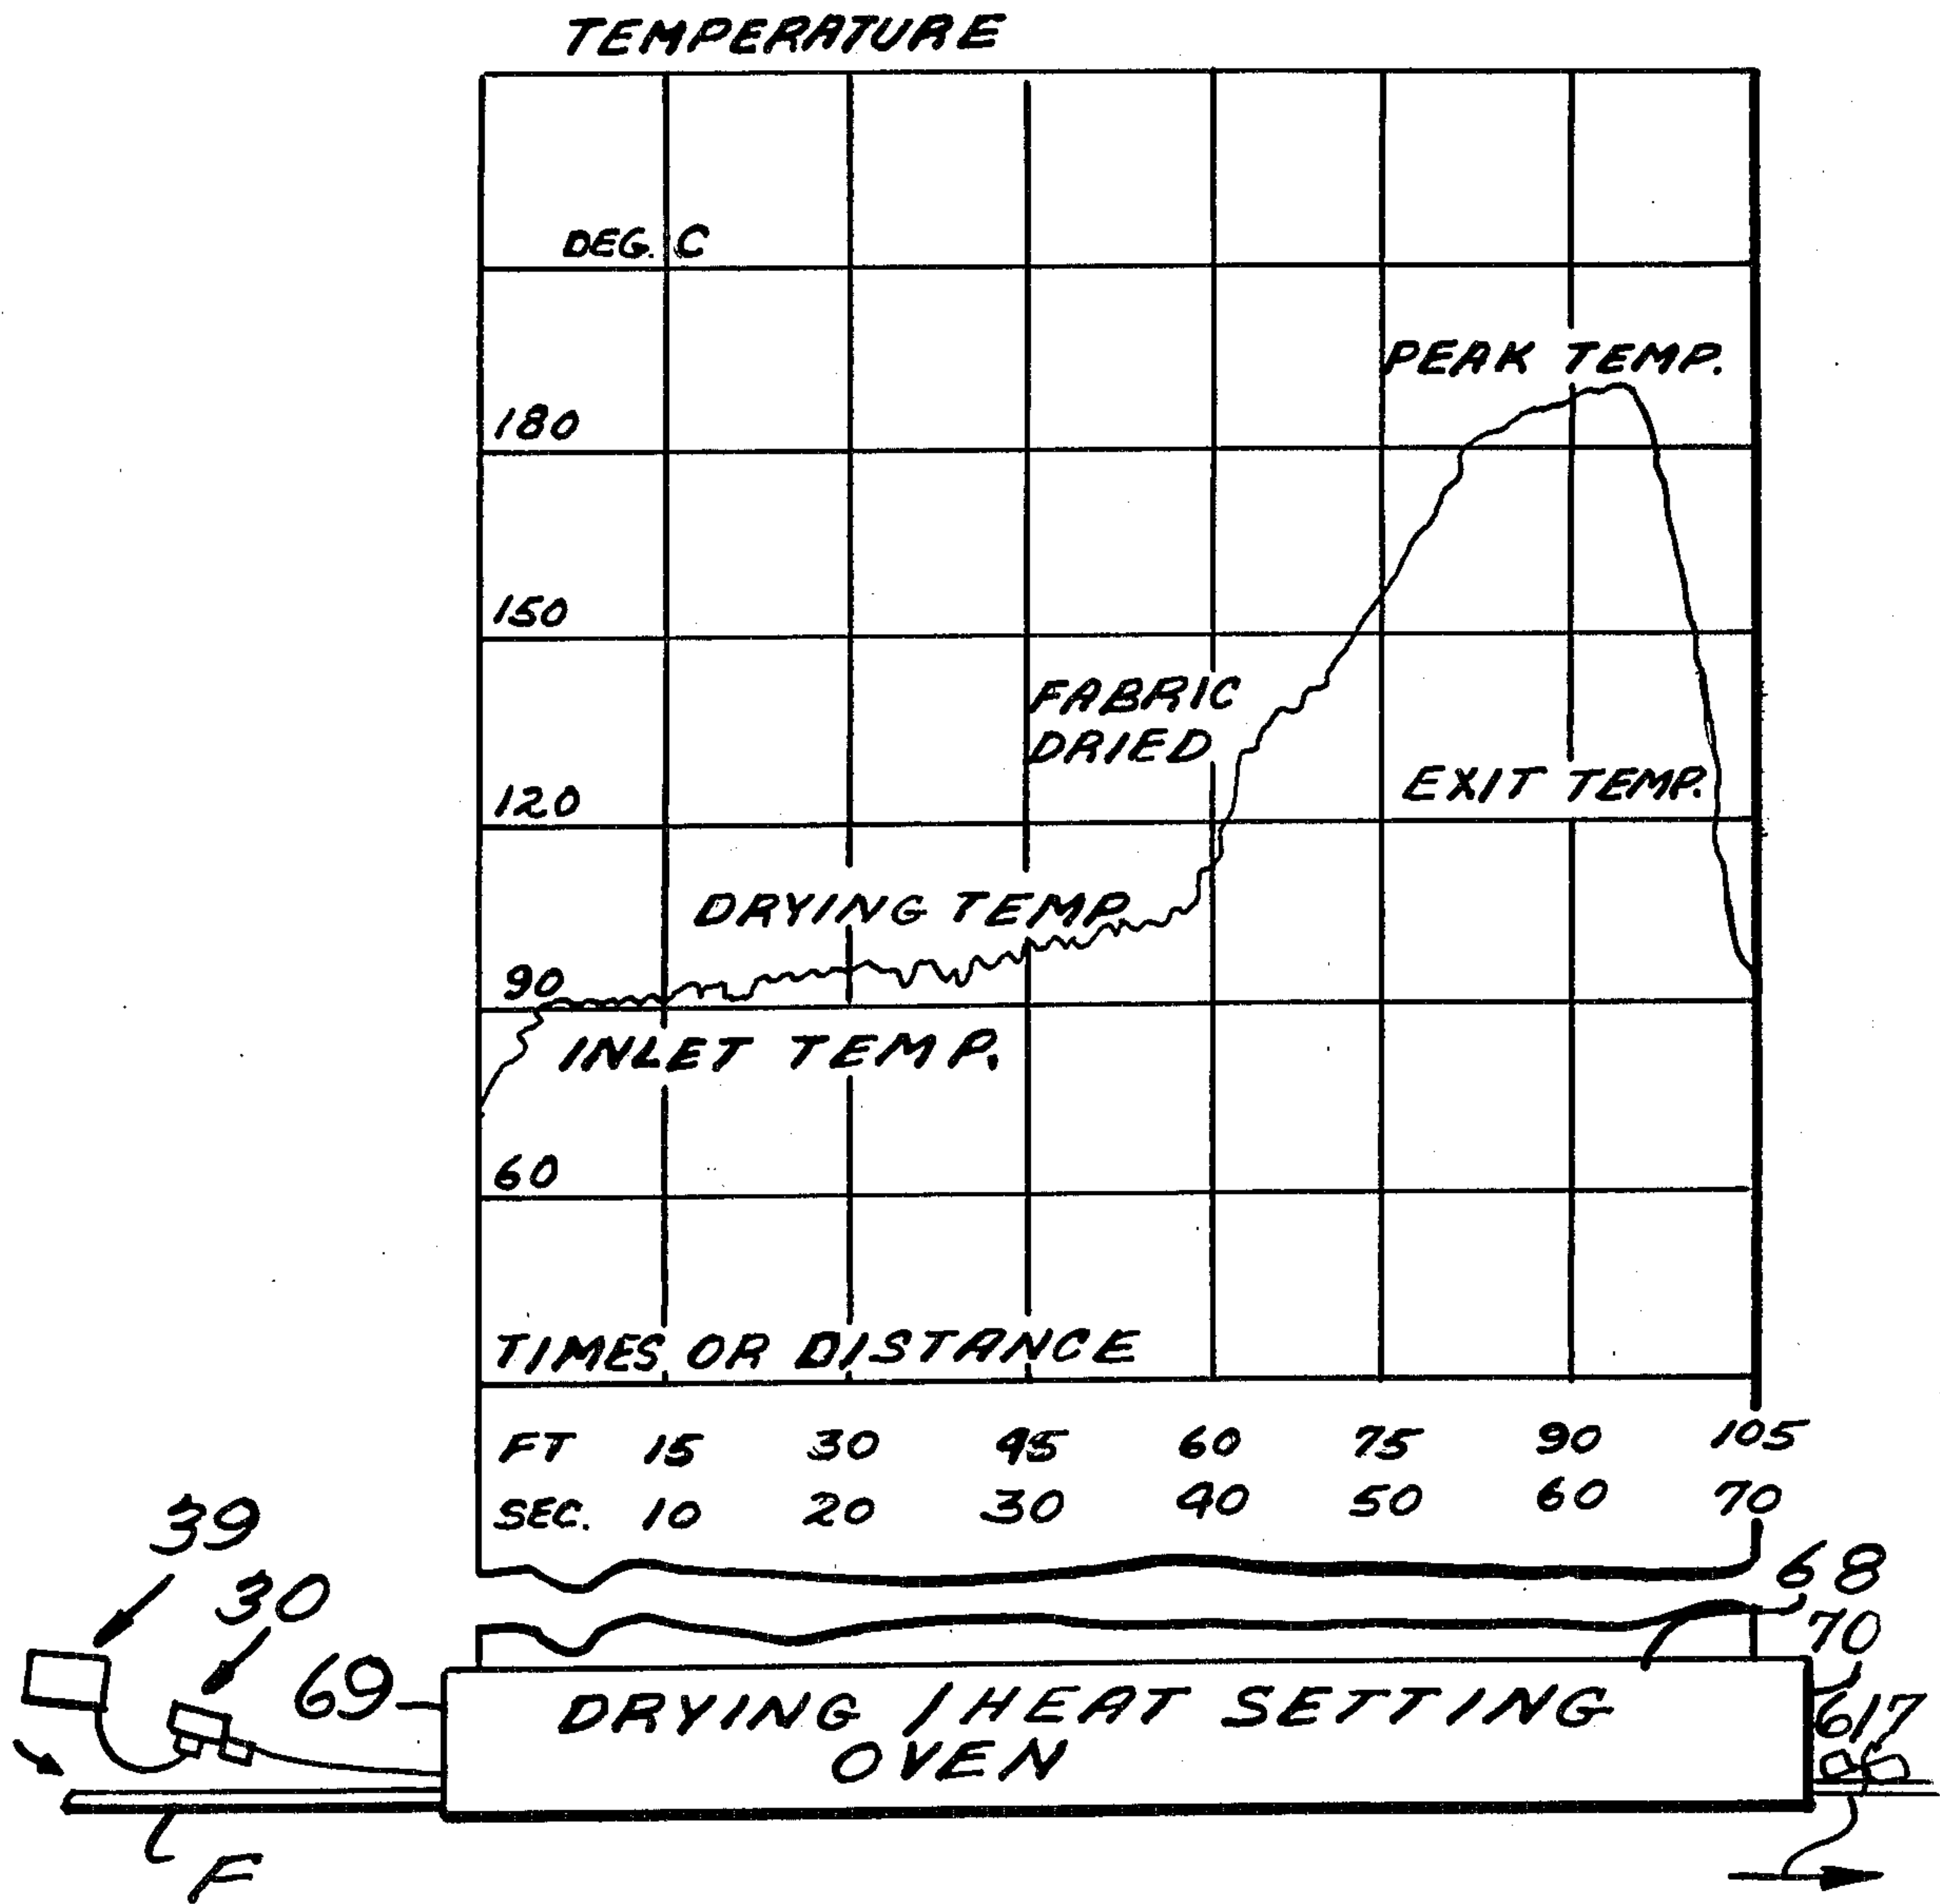 TEMPERATURE
DEG. C
PEAK TEMP.
180
150
FABRIC
DRIED
EXIT TEMP.
120
DRYING TEMP.
90
INLET TEMP.
60
TIMES OR DISTANCE
FT 15 30 45 60 75 90 105
SEC. 10 20 30 40 50 60 70
39
30
68
70
69
617
DRYING / HEAT SETTING
OVEN
F